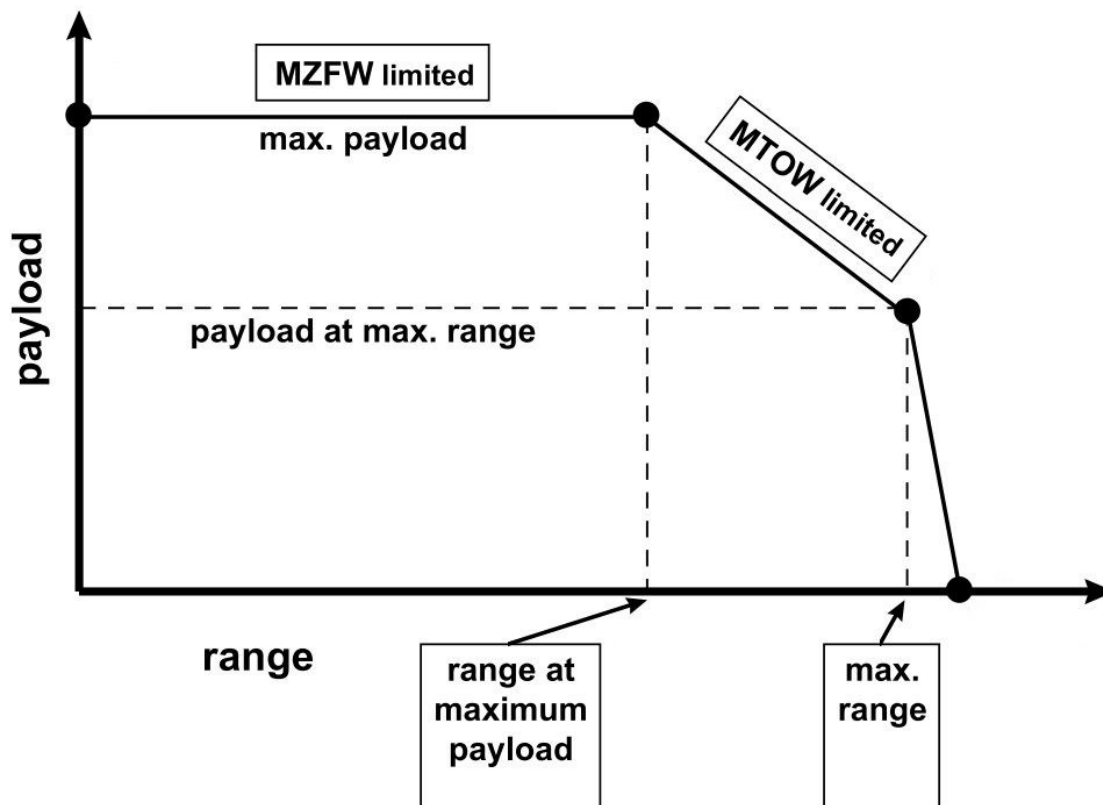 MZFW limited
max. payload
MTOW limited
payload
payload at max. range
range
range at
maximum
payload
max.
range